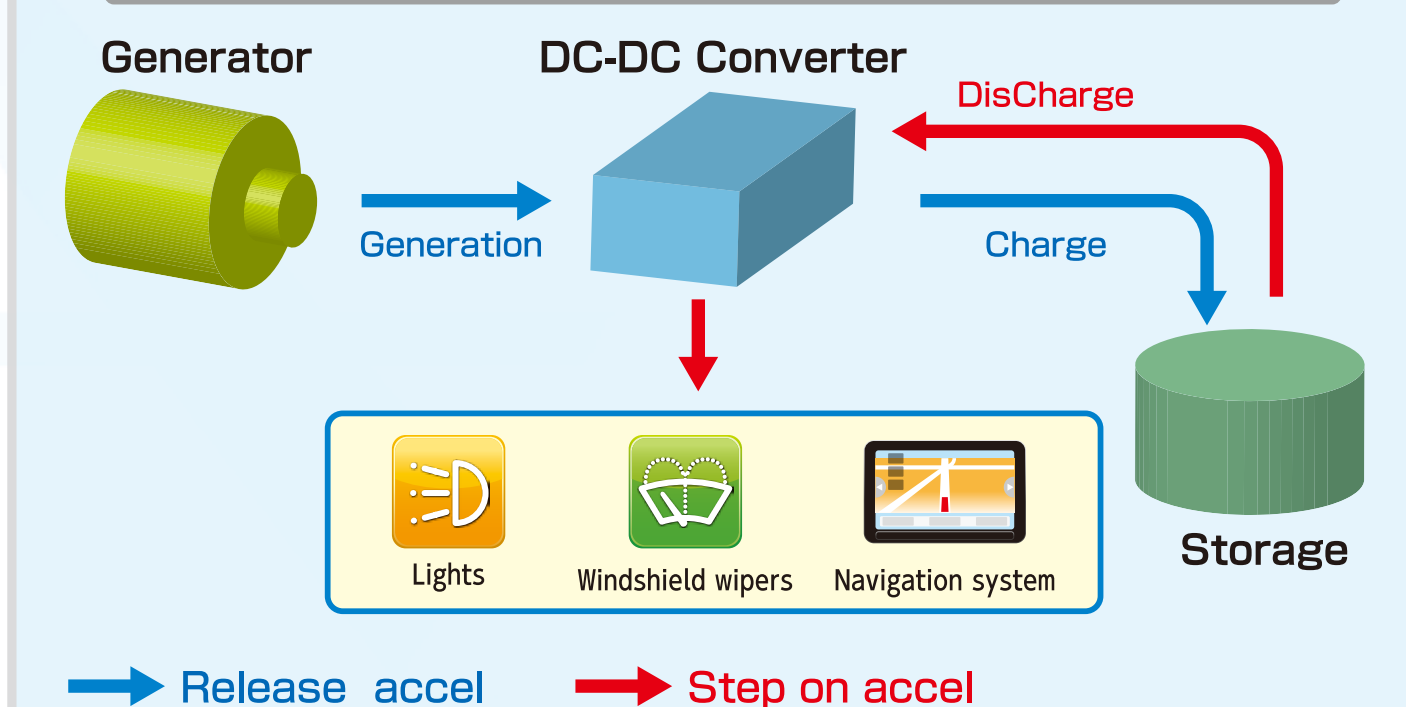 Generator
DC-DC Converter
DisCharge
Generation
Charge
Storage
Lights
Windshield wipers
Navigation system
Release accel
Step on accel